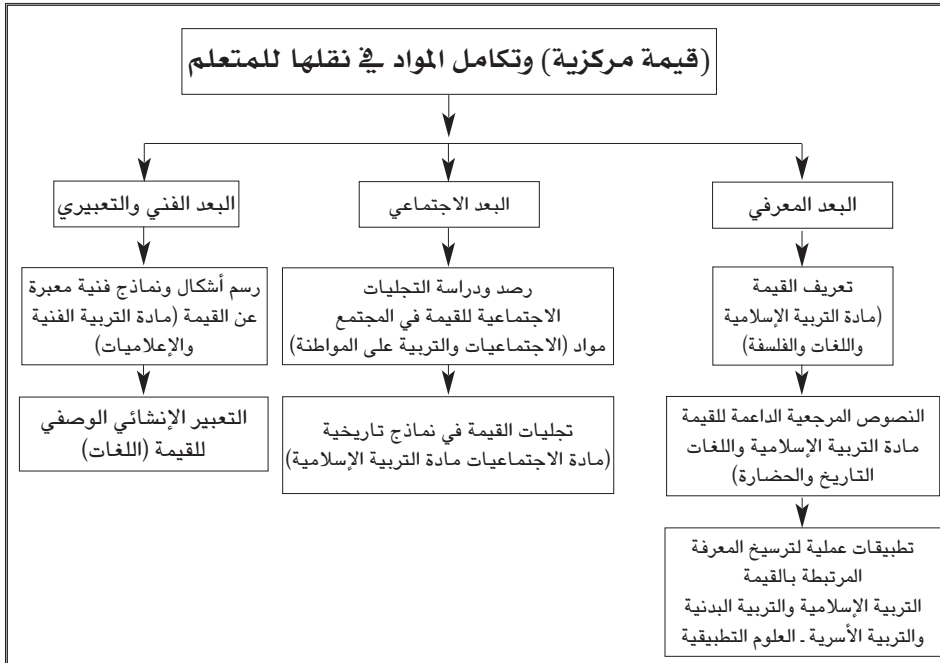 (قيمة مركزية) وتكامل المواد في نقلها للمتعلم
البعد المعرفي
البعد الاجتماعي
البعد الفني والتعبيري
تعريف القيمة
(مادة التربية الإسلامية
واللغات والفلسفة)
رصد ودراسة التجليات
الاجتماعية للقيمة في المجتمع
مواد (الاجتماعيات والتربية على المواطنة)
رسم أشكال ونماذج فنية معبرة
عن القيمة (مادة التربية الفنية
والإعلاميات)
النصوص المرجعية الداعمة للقيمة
مادة التربية الإسلامية واللغات
التاريخ والحضارة)
تجليات القيمة في نماذج تاريخية
(مادة الاجتماعيات مادة التربية الإسلامية)
التعبير الإنشائي الوصفي
للقيمة (اللغات)
تطبيقات عملية لترسيخ المعرفة
المرتبطة بالقيمة
التربية الإسلامية والتربية البدنية
والتربية الأسرية ـ العلوم التطبيقية